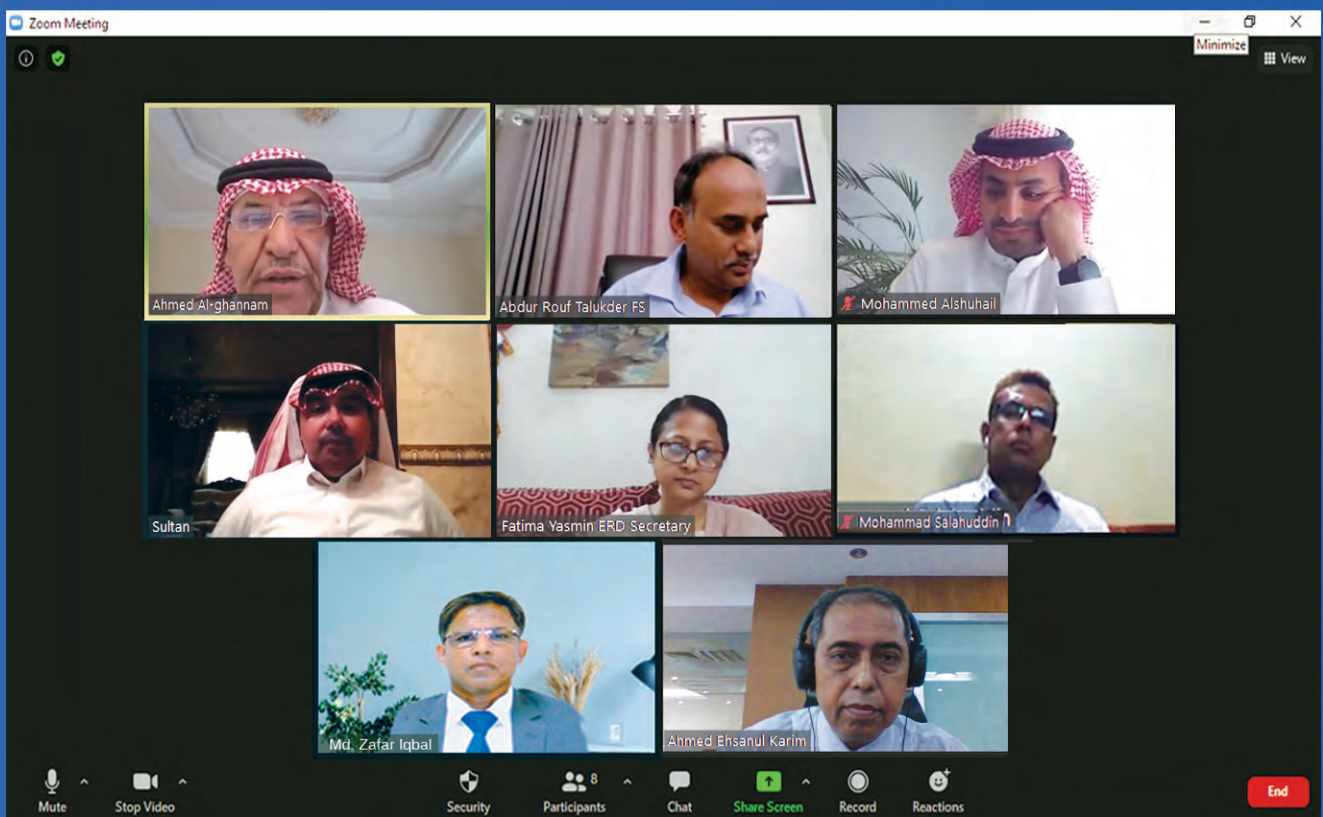 Zoom Meeting
Minimize
View
Ahmed Al-ghannam
Abdur Rouf Talukder FS
Mohammed Alshuhail
Sultan
Fatima Yasmin ERD Secretary
Mohammad Salahuddin
Md. Zafar Iqbal
Ahmed Ehsanul Karim
8
Mute
Stop Video
Security
Participants
Chat
Share Screen
Record
Reactions
End